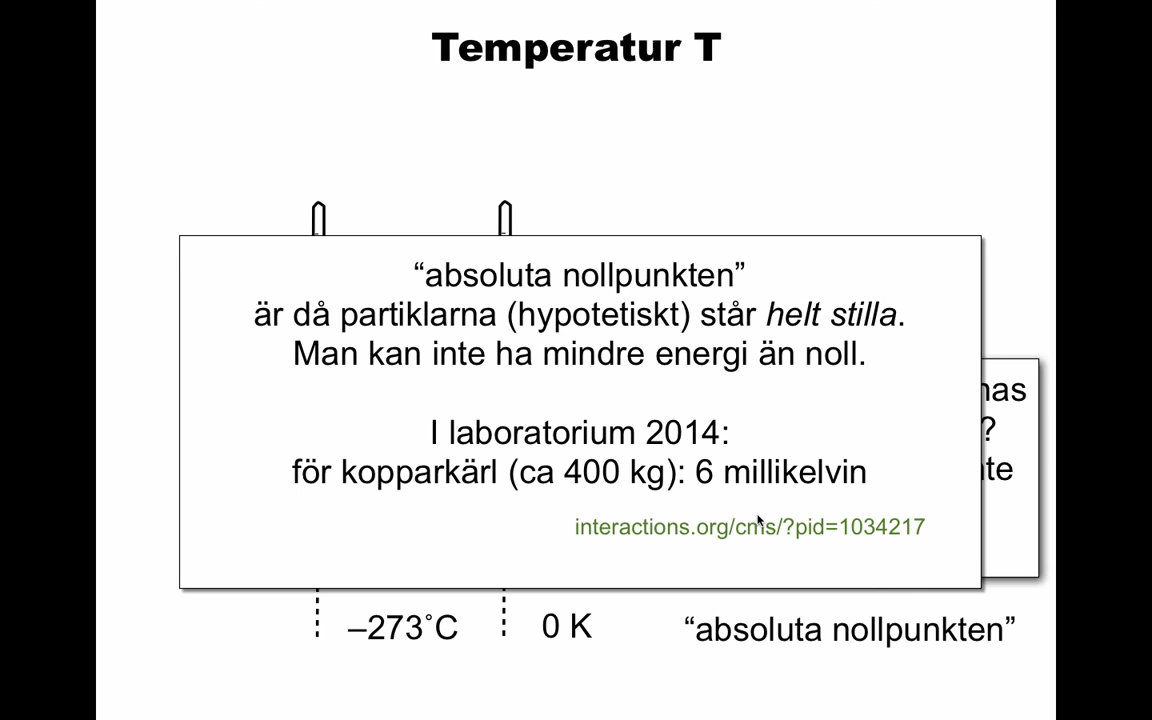 Temperatur T
“absoluta nollpunkten”
är då partiklarna (hypotetiskt) står helt stilla.
Man kan inte ha mindre energi än noll.
I laboratorium 2014:
för kopparkärl (ca 400 kg): 6 millikelvin
interactions.org/cms/?pid=1034217
?
–273˚C
0 K
“absoluta nollpunkten”